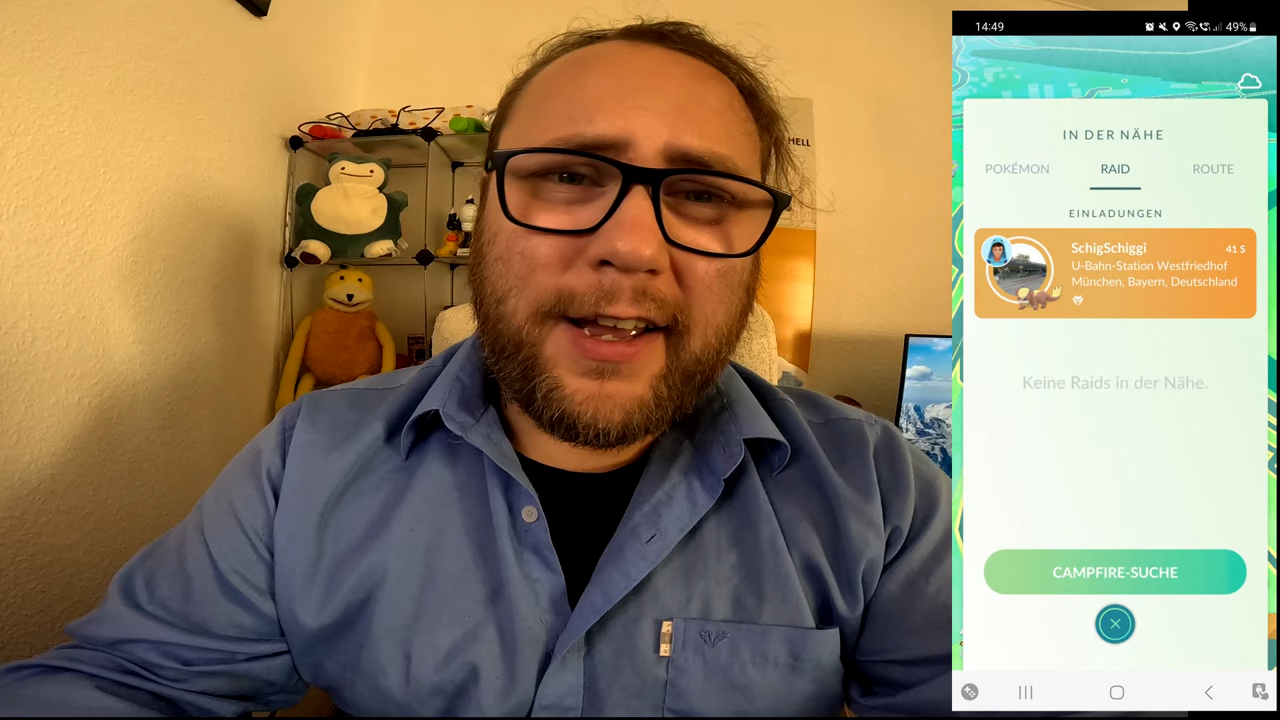 HELL
14:49
49%
IN DER NÄHE
POKÉMON
RAID
ROUTE
EINLADUNGEN
SchigSchiggi
41 S
U-Bahn-Station Westfriedhof
München, Bayern, Deutschland
Keine Raids in der Nähe.
CAMPFIRE-SUCHE